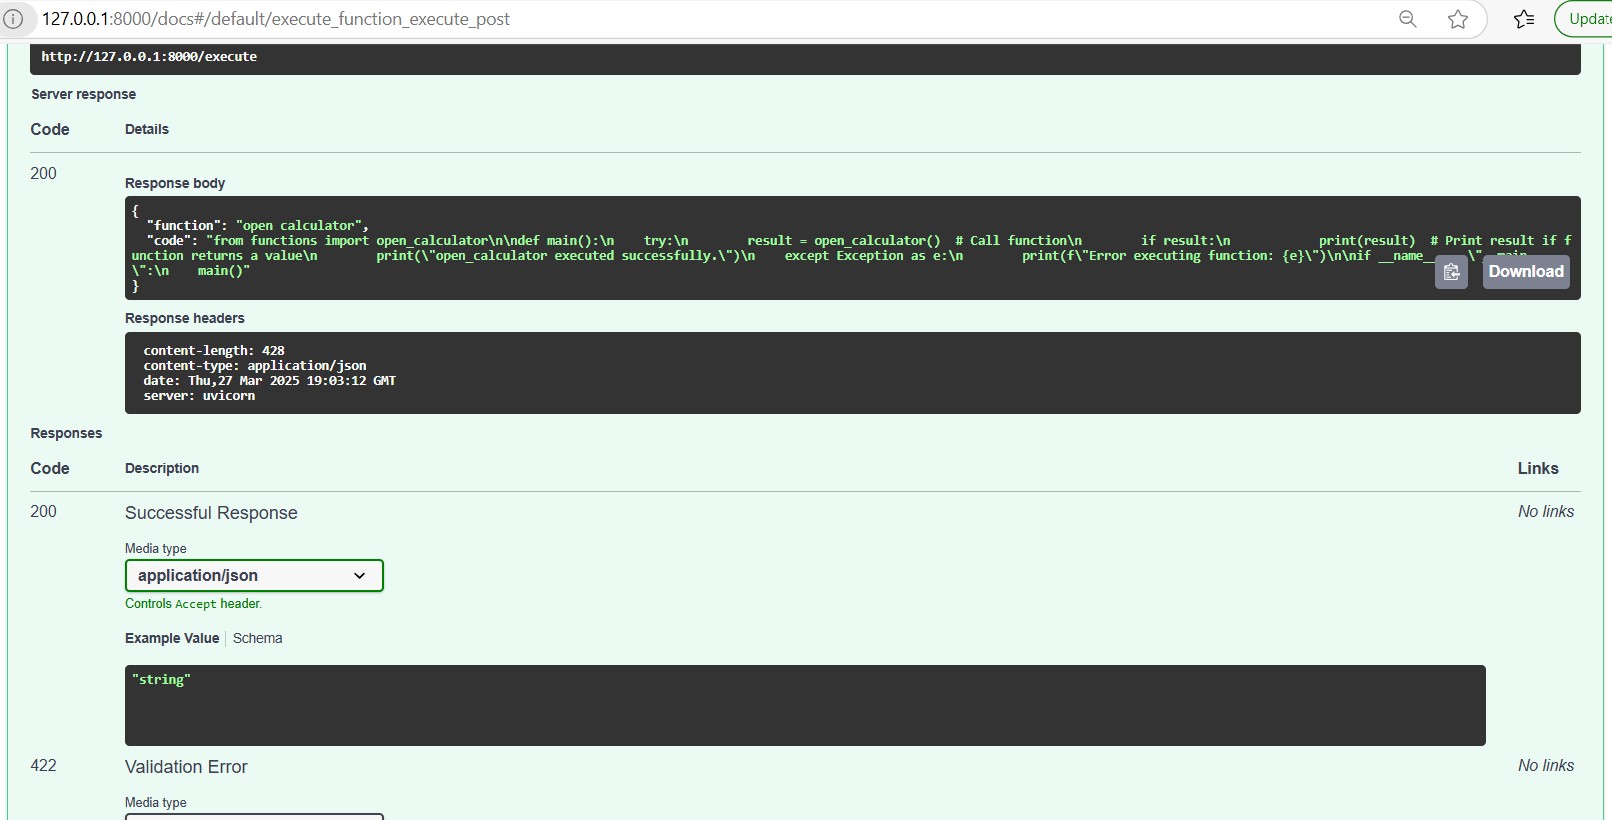 127.0.0.1:8000/docs#/default/execute_function_execute_post
Update
http://127.0.0.1:8000/execute
Server response
Code Details
200
Response body
{
"function": "open calculator",
"code": "from functions import open_calculator\n\ndef main():\n    try:\n        result = open_calculator()  # Call function\n        if result:\n            print(result)  # Print result if f
unction returns a value\n        print(\"open_calculator executed successfully.\")\n    except Exception as e:\n        print(f\"Error executing function: {e}\")\n\nif __name__
\":\n    main()"
}
Download
Response headers
content-length: 428
content-type: application/json
date: Thu,27 Mar 2025 19:03:12 GMT
server: uvicorn
Responses
Code Description Links
200 Successful Response No links
Media type
application/json
Controls Accept header.
Example Value Schema
"string"
422 Validation Error No links
Media type